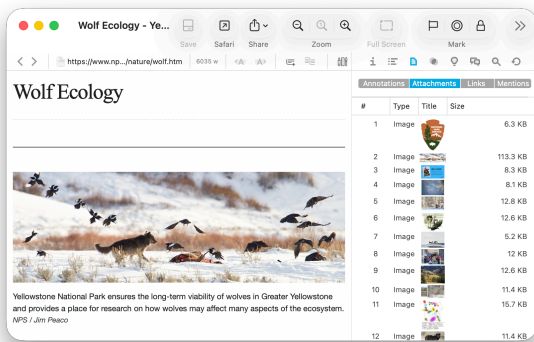 Wolf Ecology - Ye...
Save
Safari
Share
Zoom
Full Screen
Mark
https://www.np.../nature/wolf.htm
6035 w
Annotations
Attachments
Links
Mentions
# Type Title Size
1 Image 6.3 KB
2 Image 113.3 KB
3 Image 8.3 KB
4 Image 8.1 KB
5 Image 12.8 KB
6 Image 12.6 KB
7 Image 5.2 KB
8 Image 12 KB
9 Image 12.6 KB
10 Image 11.4 KB
11 Image 15.7 KB
12 Image 11.4 KB
Wolf Ecology
Yellowstone National Park ensures the long-term viability of wolves in Greater Yellowstone
and provides a place for research on how wolves may affect many aspects of the ecosystem.
NPS / Jim Peaco